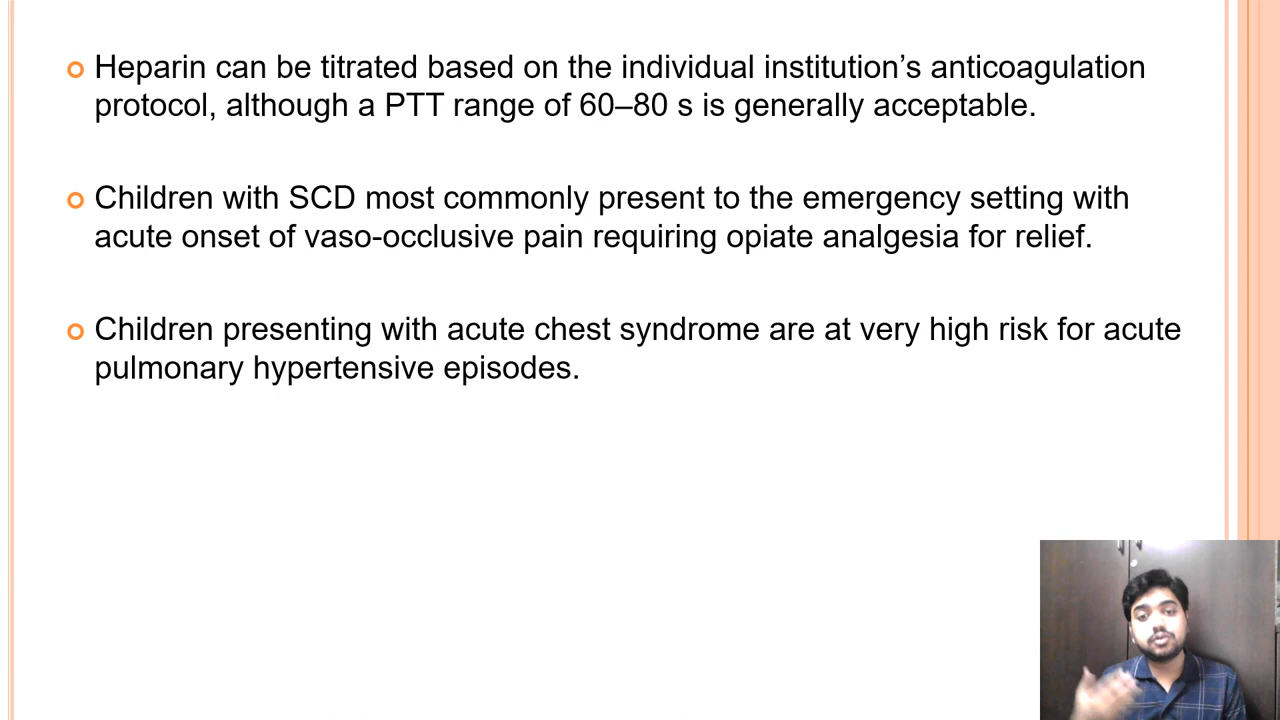 Heparin can be titrated based on the individual institution’s anticoagulation
protocol, although a PTT range of 60–80 s is generally acceptable.
Children with SCD most commonly present to the emergency setting with
acute onset of vaso-occlusive pain requiring opiate analgesia for relief.
Children presenting with acute chest syndrome are at very high risk for acute
pulmonary hypertensive episodes.